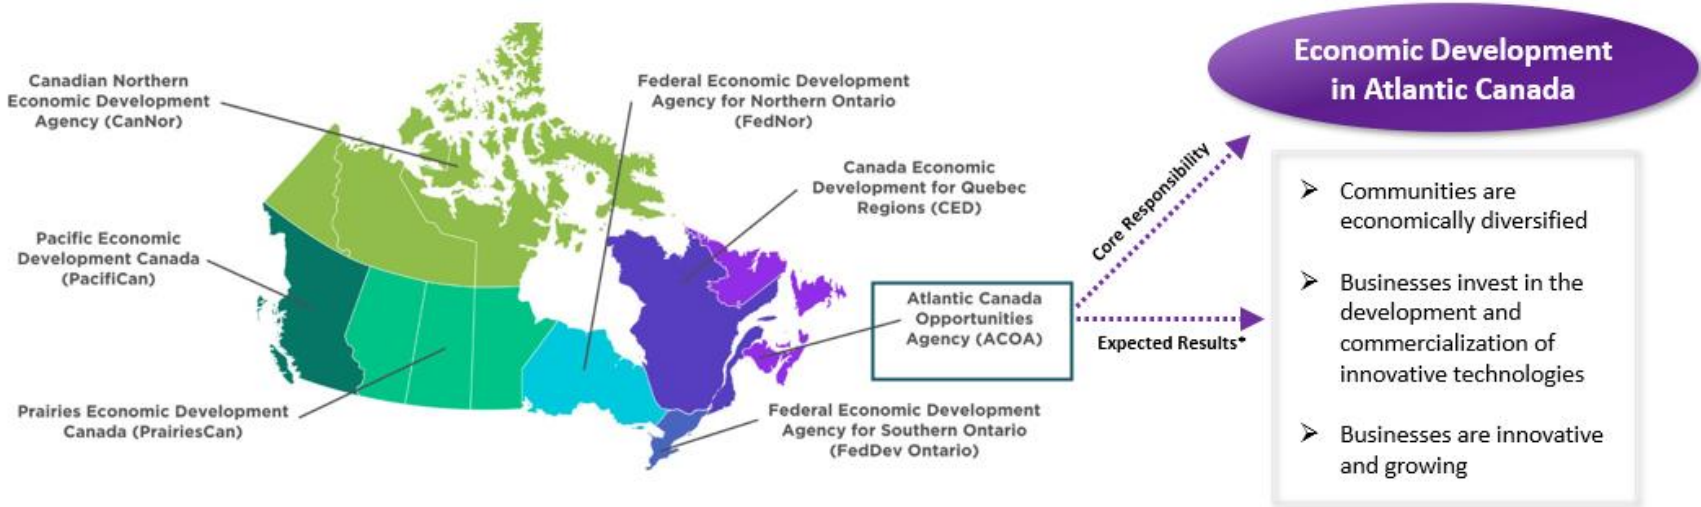 Canadian Northern
Economic Development
Agency (CanNor)
Federal Economic Development
Agency for Northern Ontario
(FedNor)
Canada Economic
Development for Quebec
Regions (CED)
Pacific Economic
Development Canada
(PacifiCan)
Atlantic Canada
Opportunities
Agency (ACOA)
Prairies Economic Development
Canada (PrairiesCan)
Federal Economic Development
Agency for Southern Ontario
(FedDev Ontario)
Core Responsibility
Expected Results*
Economic Development
in Atlantic Canada
➢ Communities are
economically diversified
➢ Businesses invest in the
development and
commercialization of
innovative technologies
➢ Businesses are innovative
and growing